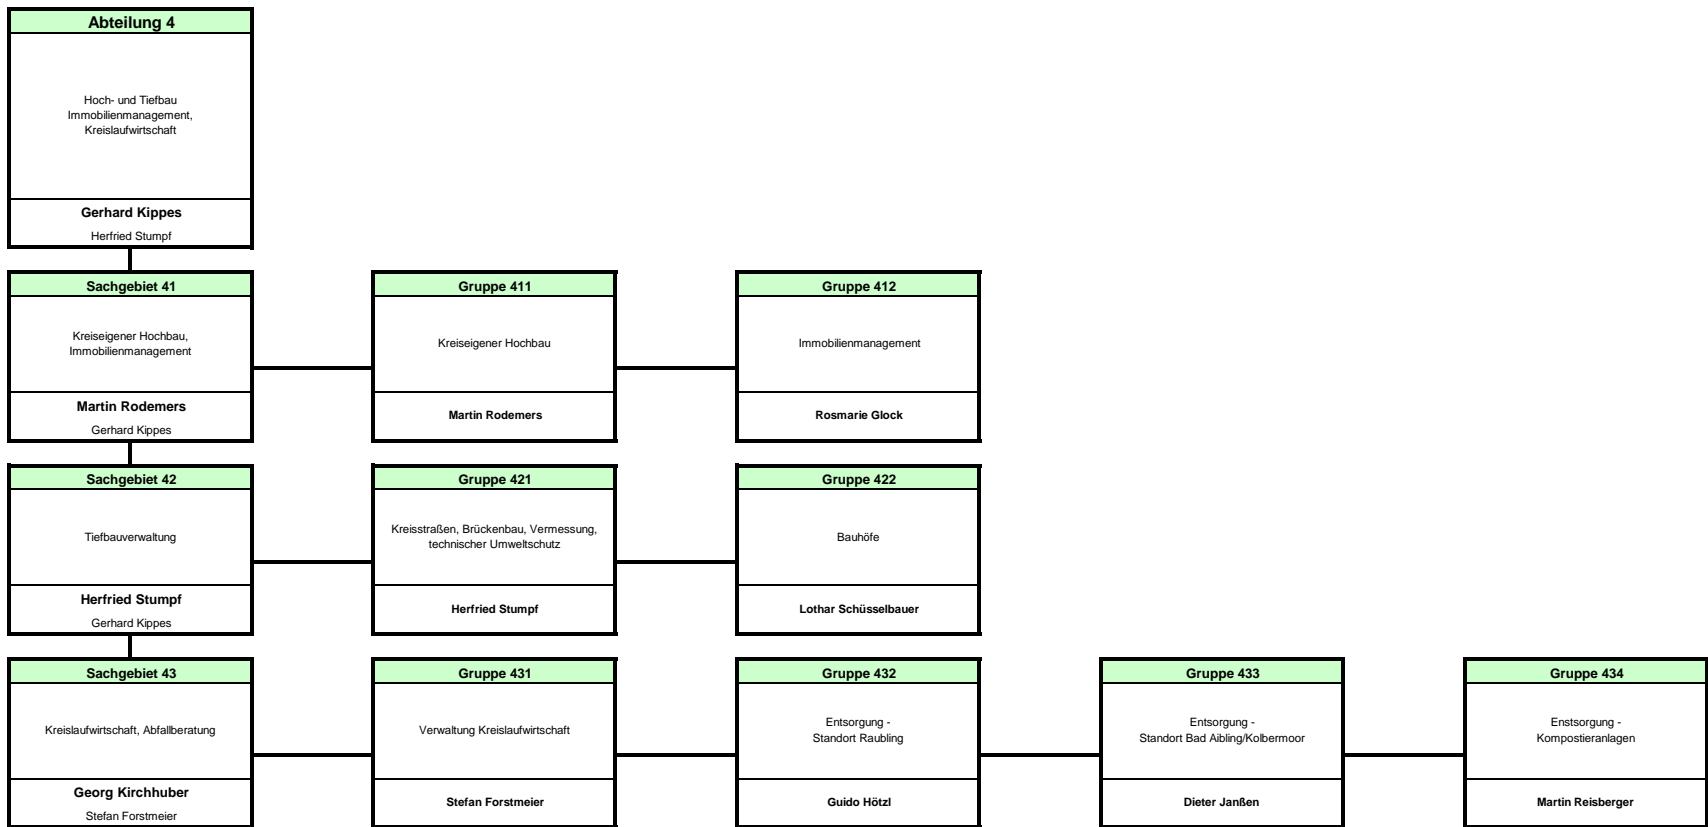 Abteilung 4
Hoch- und Tiefbau
Immobilienmanagement,
Kreislaufwirtschaft
Gerhard Kippes
Herfried Stumpf
Sachgebiet 41
Kreiseigener Hochbau,
Immobilienmanagement
Martin Rodemers
Gerhard Kippes
Gruppe 411
Kreiseigener Hochbau
Martin Rodemers
Gruppe 412
Immobilienmanagement
Rosmarie Glock
Sachgebiet 42
Tiefbauverwaltung
Herfried Stumpf
Gerhard Kippes
Gruppe 421
Kreisstraßen, Brückenbau, Vermessung,
technischer Umweltschutz
Herfried Stumpf
Gruppe 422
Bauhöfe
Lothar Schüsselbauer
Sachgebiet 43
Kreislaufwirtschaft, Abfallberatung
Georg Kirchhuber
Stefan Forstmeier
Gruppe 431
Verwaltung Kreislaufwirtschaft
Stefan Forstmeier
Gruppe 432
Entsorgung -
Standort Raubling
Guido Hötzl
Gruppe 433
Entsorgung -
Standort Bad Aibling/Kolbermoor
Dieter Janßen
Gruppe 434
Enstsorgung -
Kompostieranlagen
Martin Reisberger